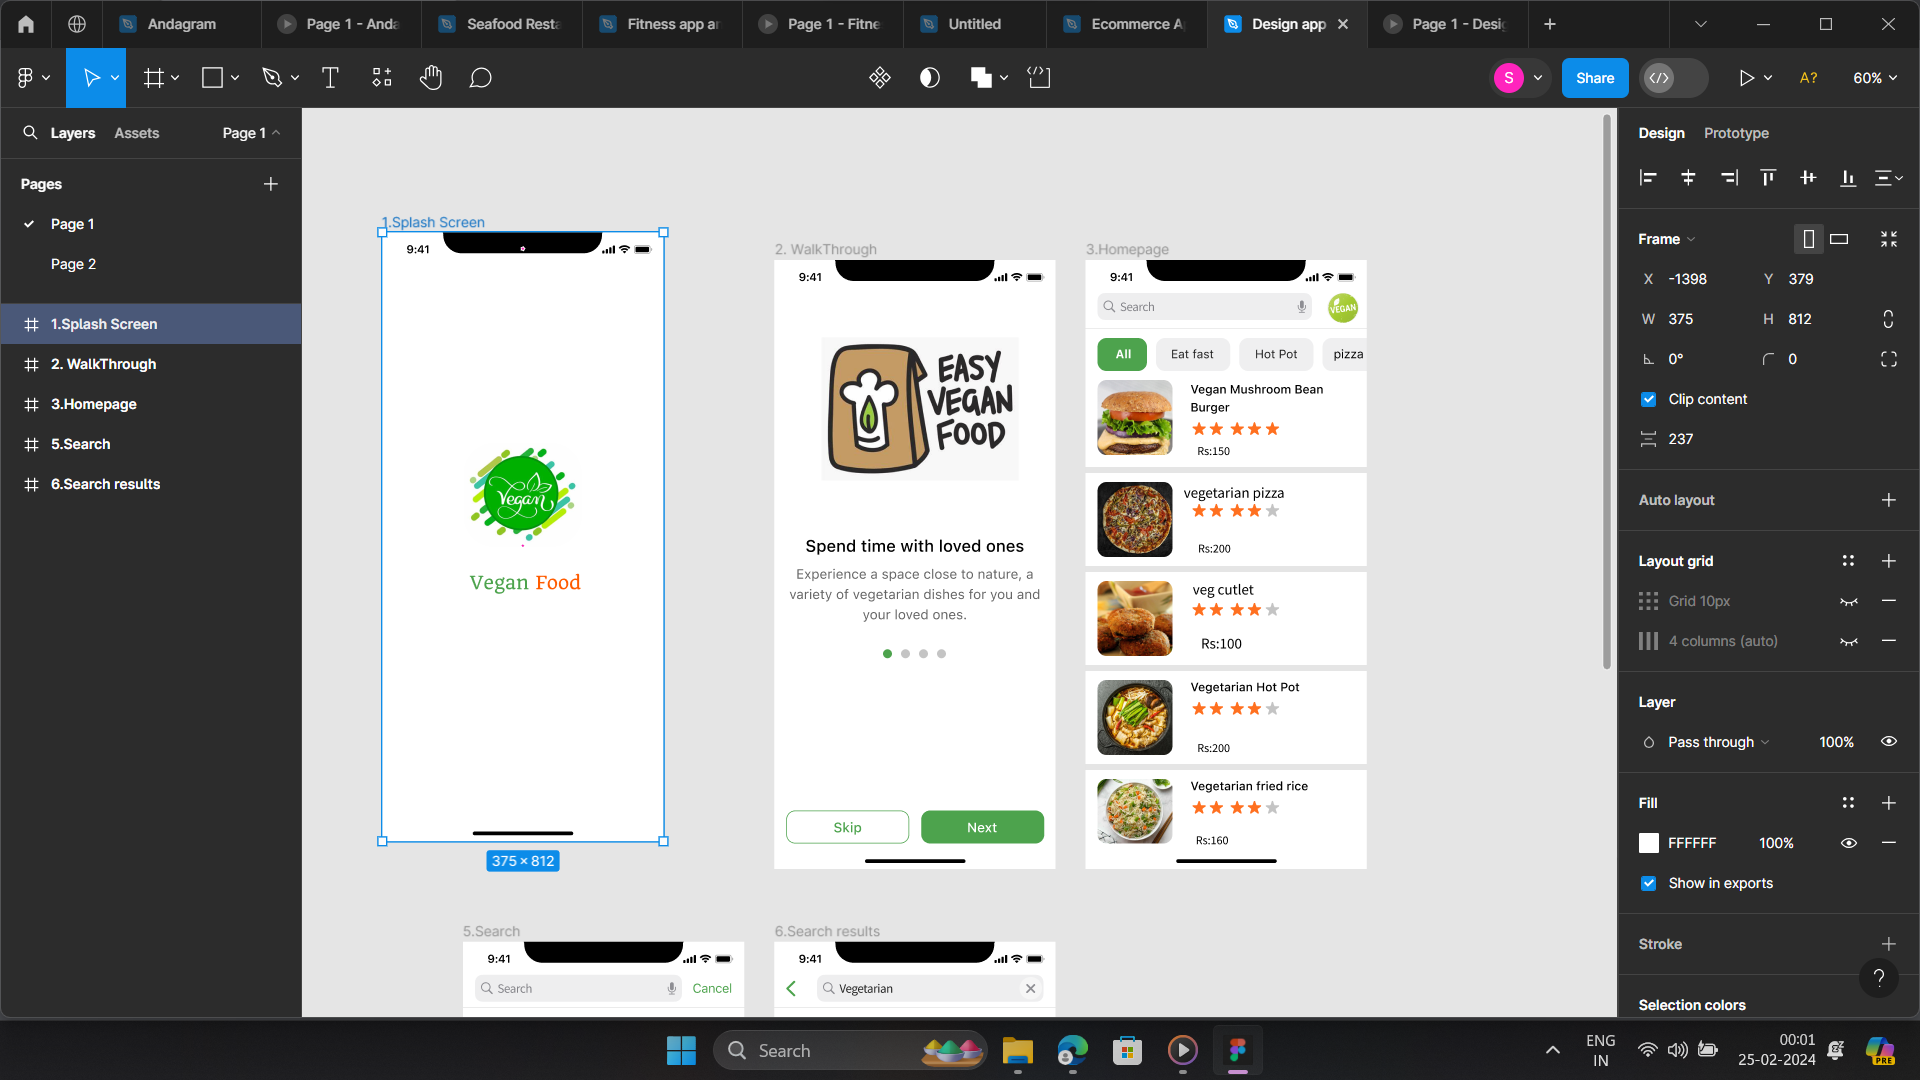 Andagram
Page 1 - Anda
Seafood Resta
Fitness app an
Page 1 - Fitne
Untitled
Ecommerce A
Design app
Page 1 - Desig
S
Share
A?
60%
Layers
Assets
Page 1
Pages
Page 1
Page 2
1.Splash Screen
2. WalkThrough
3.Homepage
5.Search
6.Search results
1.Splash Screen
9:41
Vegan
Vegan Food
375 × 812
2. WalkThrough
9:41
EASY
VEGAN
FOOD
Spend time with loved ones
Experience a space close to nature, a
variety of vegetarian dishes for you and
your loved ones.
Skip
Next
3.Homepage
9:41
Search
VEGAN
All
Eat fast
Hot Pot
pizza
Vegan Mushroom Bean
Burger
Rs:150
vegetarian pizza
Rs:200
veg cutlet
Rs:100
Vegetarian Hot Pot
Rs:200
Vegetarian fried rice
Rs:160
5.Search
9:41
Search
Cancel
6.Search results
9:41
Vegetarian
Design
Prototype
Frame
X -1398
Y 379
W 375
H 812
0°
0
Clip content
237
Auto layout
Layout grid
Grid 10px
4 columns (auto)
Layer
Pass through
100%
Fill
FFFFFF
100%
Show in exports
Stroke
?
Selection colors
Search
ENG
IN
00:01
25-02-2024
PRE